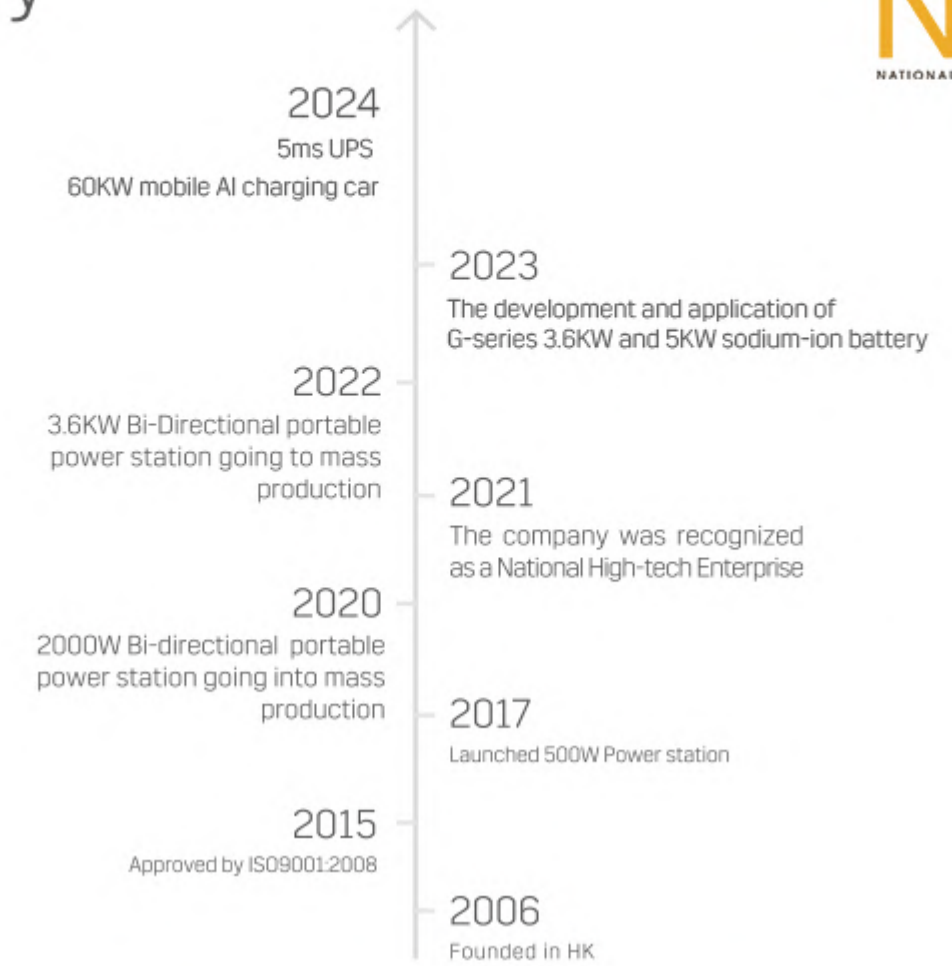 y
N
NATIONAL
2024
5ms UPS
60KW mobile AI charging car
2023
The development and application of
G-series 3.6KW and 5KW sodium-ion battery
2022
3.6KW Bi-Directional portable
power station going to mass
production
2021
The company was recognized
as a National High-tech Enterprise
2020
2000W Bi-directional portable
power station going into mass
production
2017
Launched 500W Power station
2015
Approved by ISO9001:2008
2006
Founded in HK